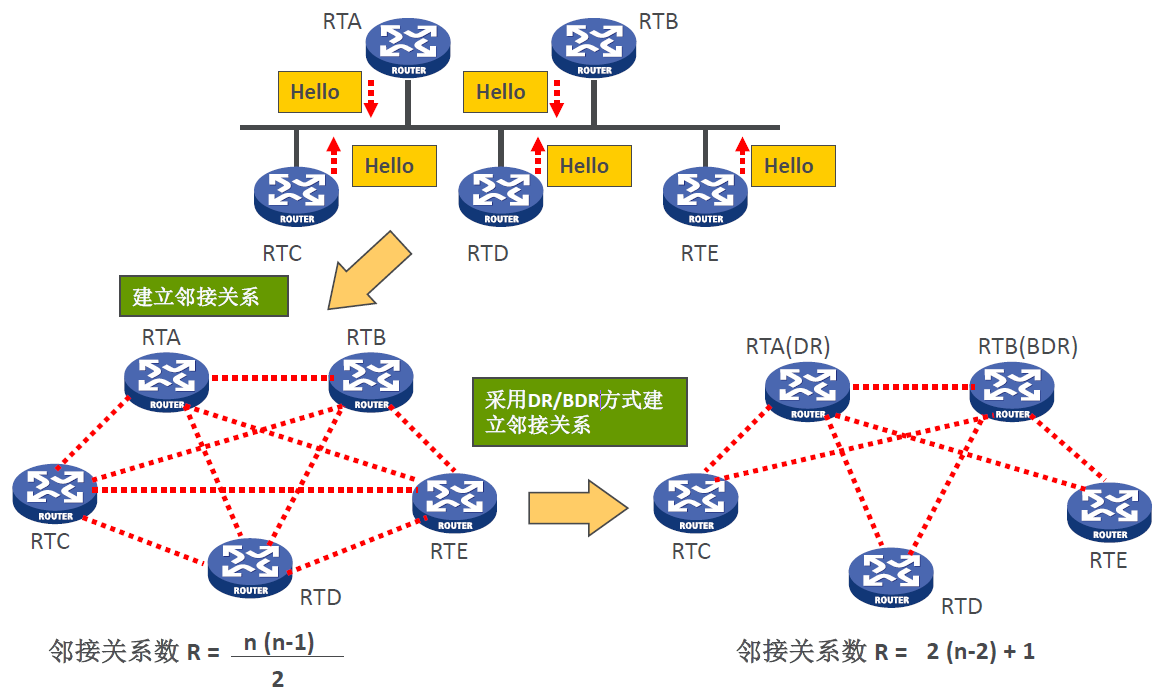 RTA
RTB
ROUTER
ROUTER
Hello
Hello
Hello
Hello
Hello
ROUTER
ROUTER
ROUTER
RTC
RTD
RTE
建立邻接关系
RTA
RTB
ROUTER
ROUTER
ROUTER
RTC
ROUTER
RTE
ROUTER
RTD
邻接关系数 R = n (n-1)
2
采用DR/BDR方式建
立邻接关系
RTA(DR)
RTB(BDR)
ROUTER
ROUTER
ROUTER
RTC
ROUTER
RTE
ROUTER
RTD
邻接关系数 R = 2 (n-2) + 1